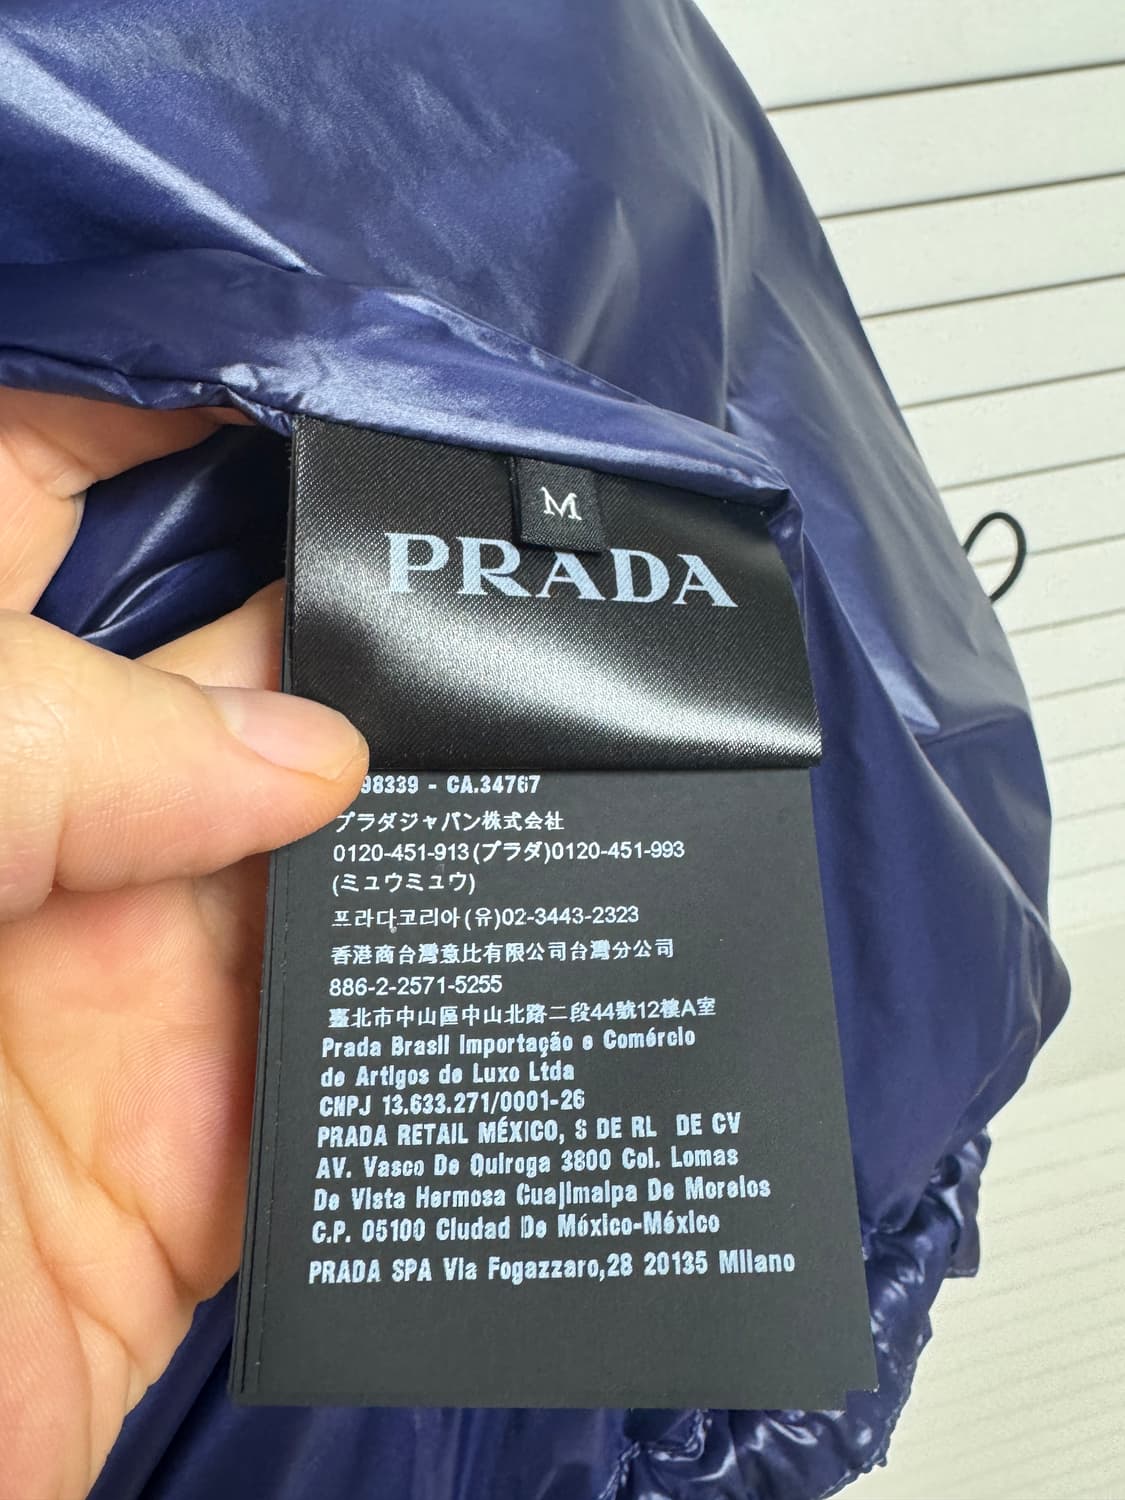 M
PRADA
98339 - CA.34767
プラダジャパン株式会社
0120-451-913(プラダ)0120-451-993
(ミュウミュウ)
프라다코리아(유)02-3443-2323
香港商台灣意比有限公司台灣分公司
886-2-2571-5255
臺北市中山區中山北路二段44號12樓A室
Prada Brasil Importação e Comércio
de Artigos de Luxo Ltda
CNPJ 13.633.271/0001-26
PRADA RETAIL MÉXICO, S DE RL DE CV
AV. Vasco De Quiroga 3800 Col. Lomas
De Vista Hermosa Cuajimalpa De Morelos
C.P. 05100 Ciudad De México-México
PRADA SPA Via Fogazzaro,28 20135 Milano